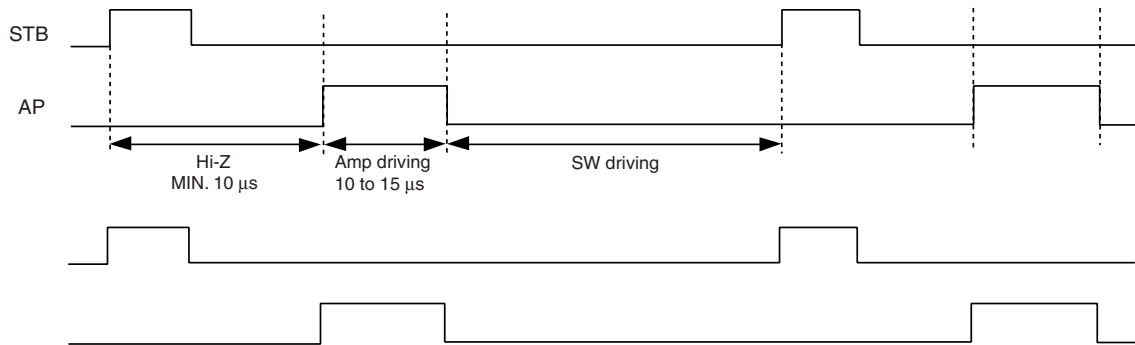 STB
AP
Hi-Z
MIN. 10 μs
Amp driving
10 to 15 μs
SW driving